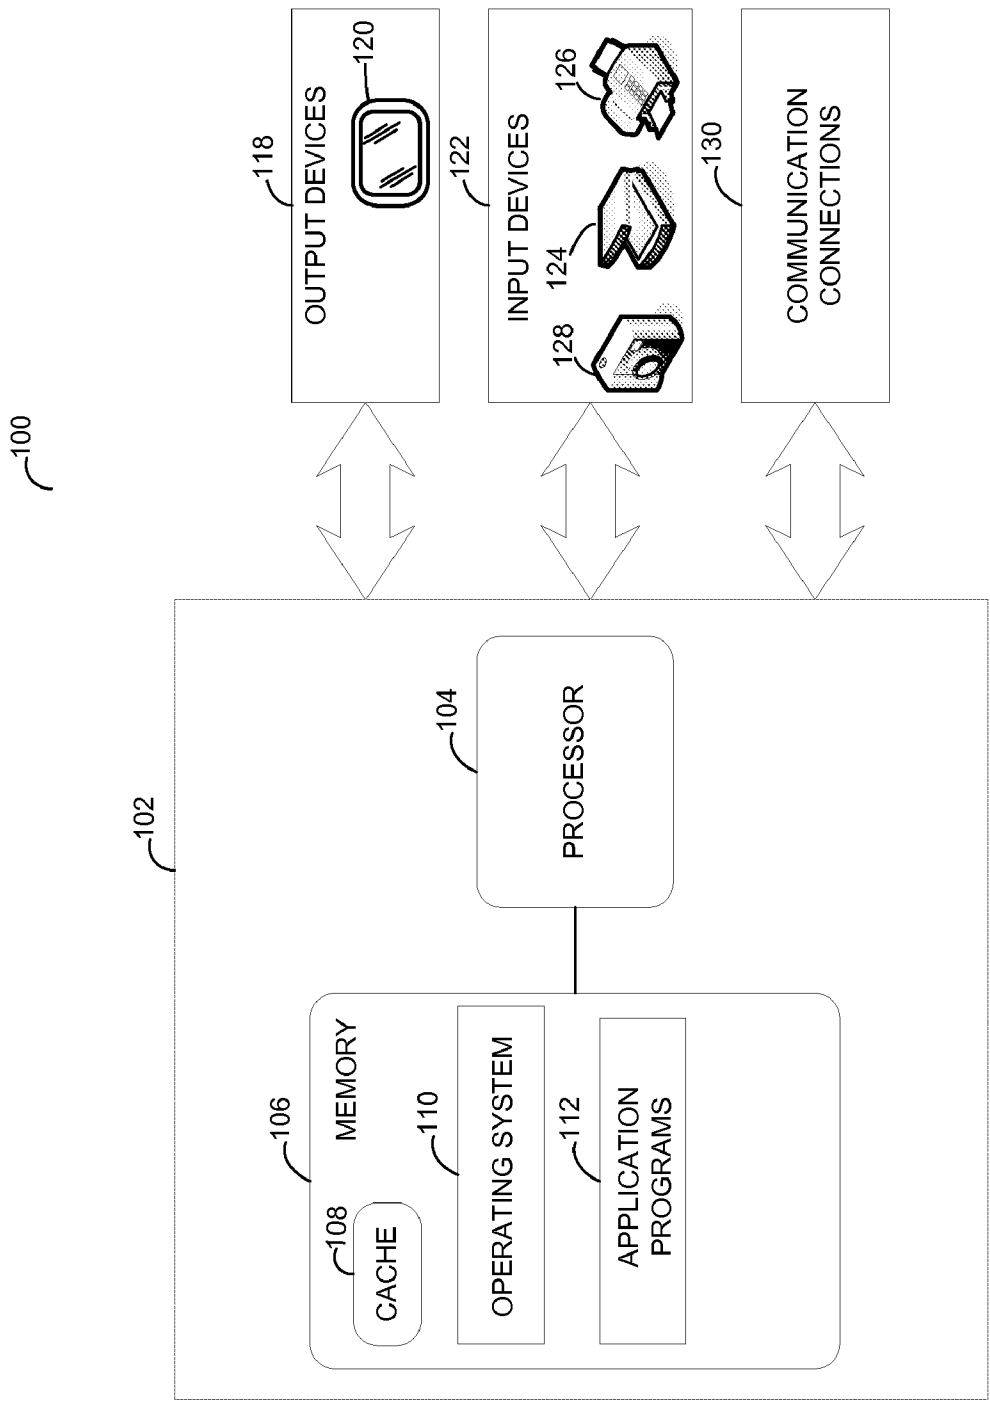 100
102
106
MEMORY
108
CACHE
110
OPERATING SYSTEM
112
APPLICATION
PROGRAMS
104
PROCESSOR
118
OUTPUT DEVICES
120
122
INPUT DEVICES
128
124
126
130
COMMUNICATION
CONNECTIONS